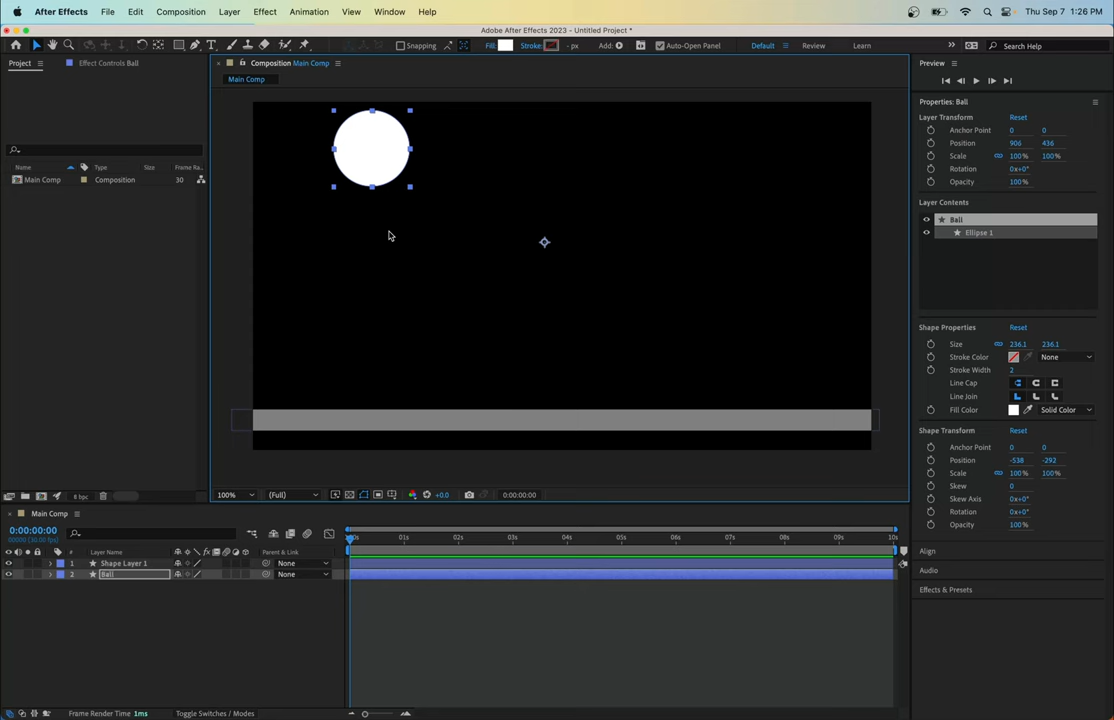 After Effects File Edit Composition Layer Effect Animation View Window Help Thu Sep 7 1:26 PM
Adobe After Effects 2023 - Untitled Project *
Snapping Fill: Stroke: - px Add: Auto-Open Panel Default Review Learn Search Help
Project Effect Controls Ball
Composition Main Comp
Main Comp
Name Type Size Frame Ra...
Main Comp Composition 30
8 bpc
100% (Full) +0.0 0:00:00:00
Preview
Properties: Ball
Layer Transform Reset
Anchor Point 0 0
Position 906 436
Scale 100% 100%
Rotation 0x+0°
Opacity 100%
Layer Contents
Ball
Ellipse 1
Shape Properties Reset
Size 236.1 236.1
Stroke Color None
Stroke Width 2
Line Cap
Line Join
Fill Color Solid Color
Shape Transform Reset
Anchor Point 0 0
Position -538 -292
Scale 100% 100%
Skew 0
Skew Axis 0x+0°
Rotation 0x+0°
Opacity 100%
Align
Audio
Effects & Presets
Main Comp
0:00:00:00
00000 (30.00 fps)
01s 02s 03s 04s 05s 06s 07s 08s 09s 10s
# Layer Name Parent & Link
1 Shape Layer 1 None
2 Ball None
Frame Render Time 1ms Toggle Switches / Modes